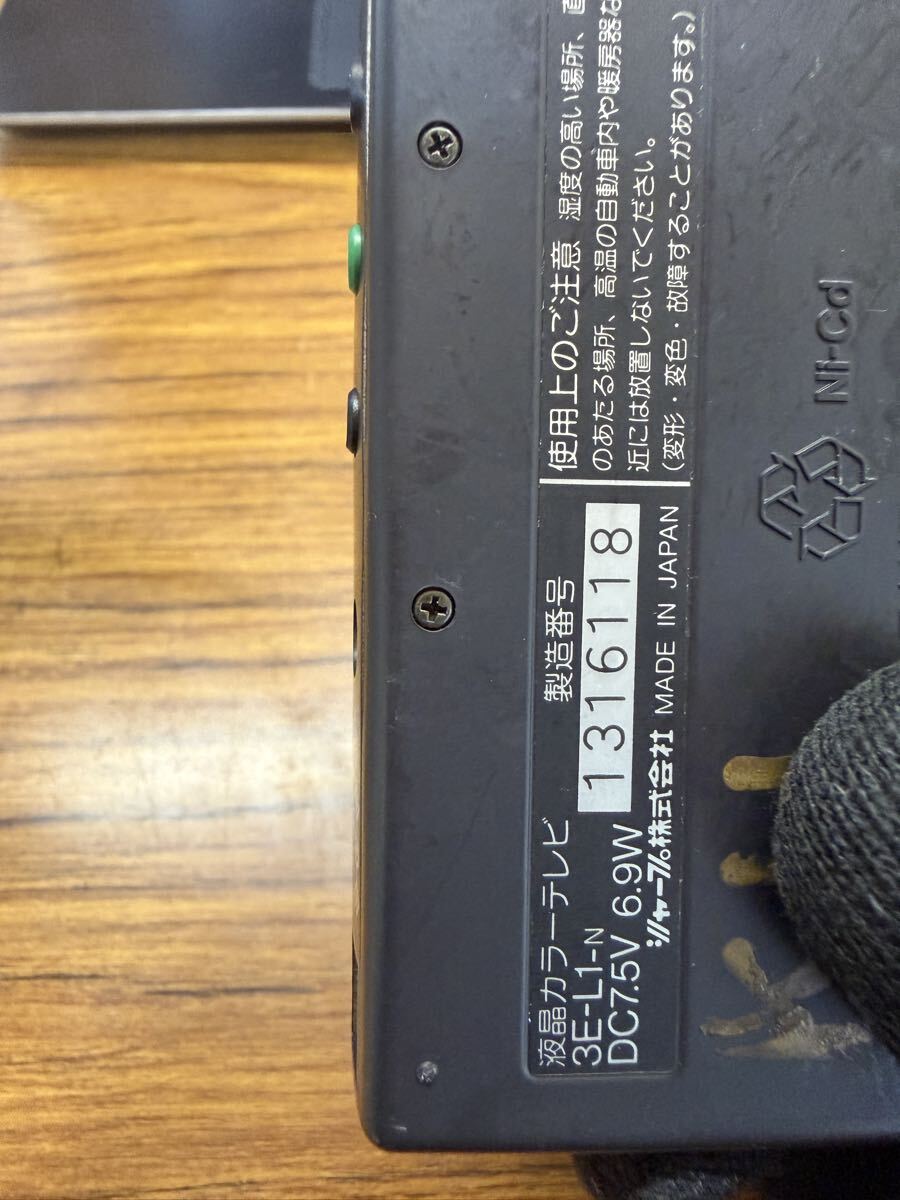 液晶カラーテレビ 製造番号
3E-L1-N 1316118
DC7.5V 6.9W
シャープ株式会社 MADE IN JAPAN
使用上のご注意 湿度の高い場所、直
のあたる場所、高温の自動車内や暖房器な
近には放置しないでください。
(変形・変色・故障することがあります。)
Ni-Cd